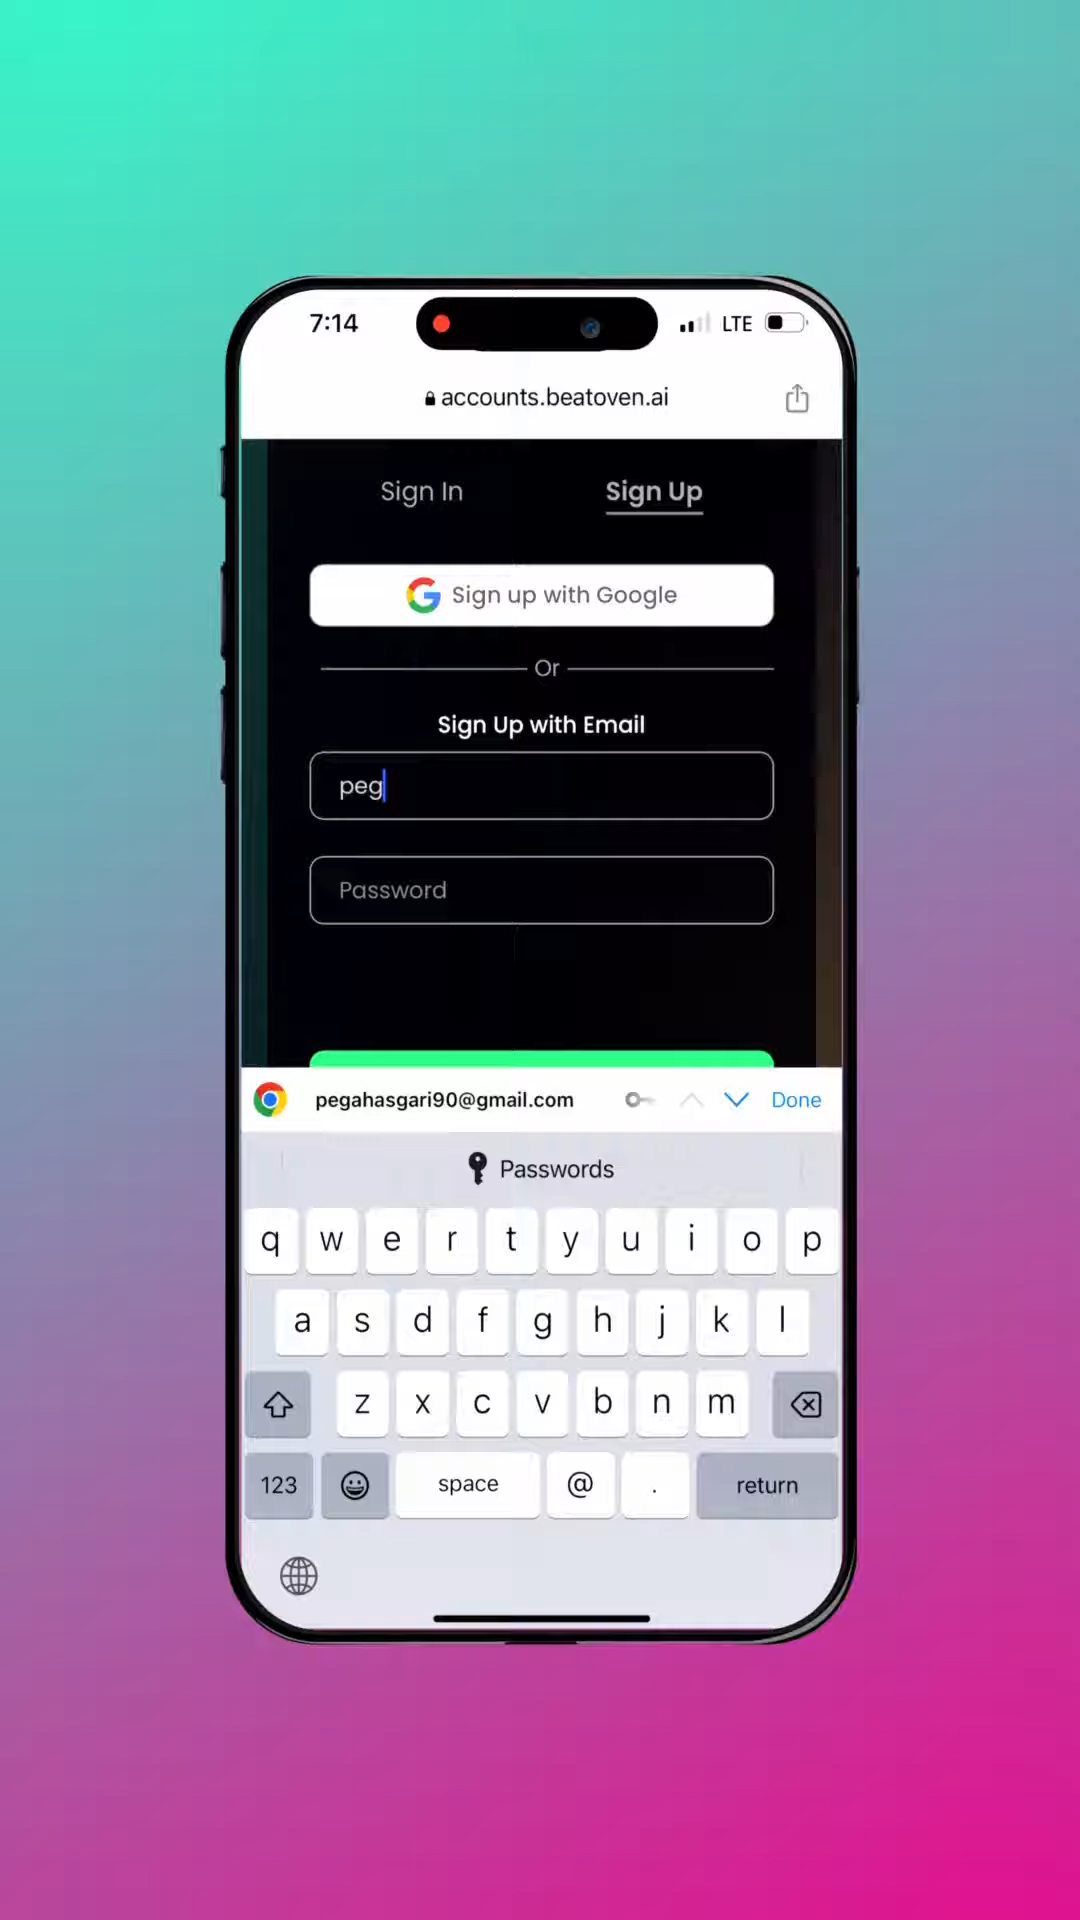 7:14
LTE
accounts.beatoven.ai
Sign In
Sign Up
Sign up with Google
Or
Sign Up with Email
peg
Password
pegahasgari90@gmail.com
Done
Passwords
q w e r t y u i o p
a s d f g h j k l
z x c v b n m
123 space @ . return